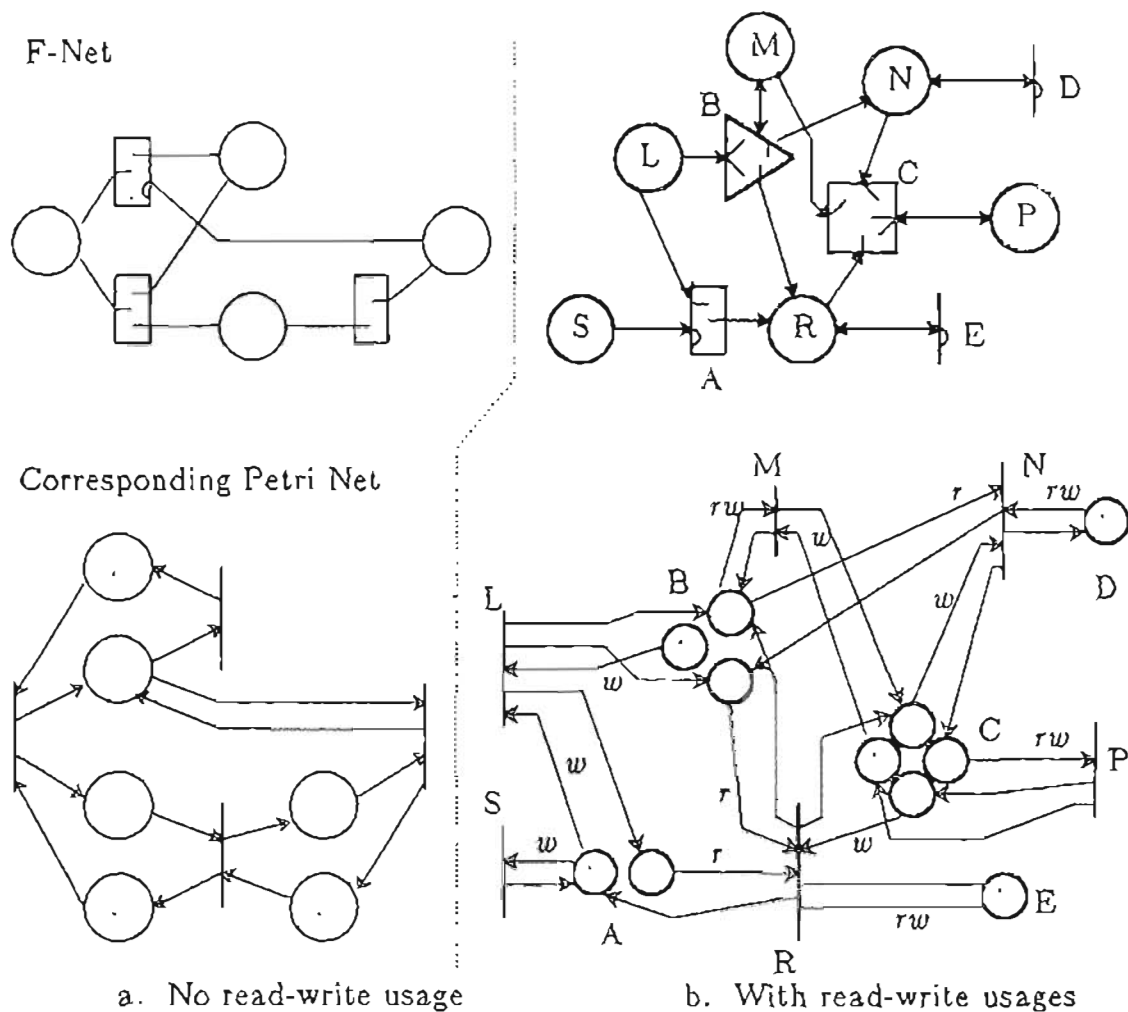 F-Net
M
N
D
B
L
C
P
S
R
E
A
Corresponding Petri Net
M
N
r
rw
rw
w
D
B
L
w
w
C
rw
P
w
S
r
w
w
r
A
E
rw
R
a. No read-write usage
b. With read-write usages